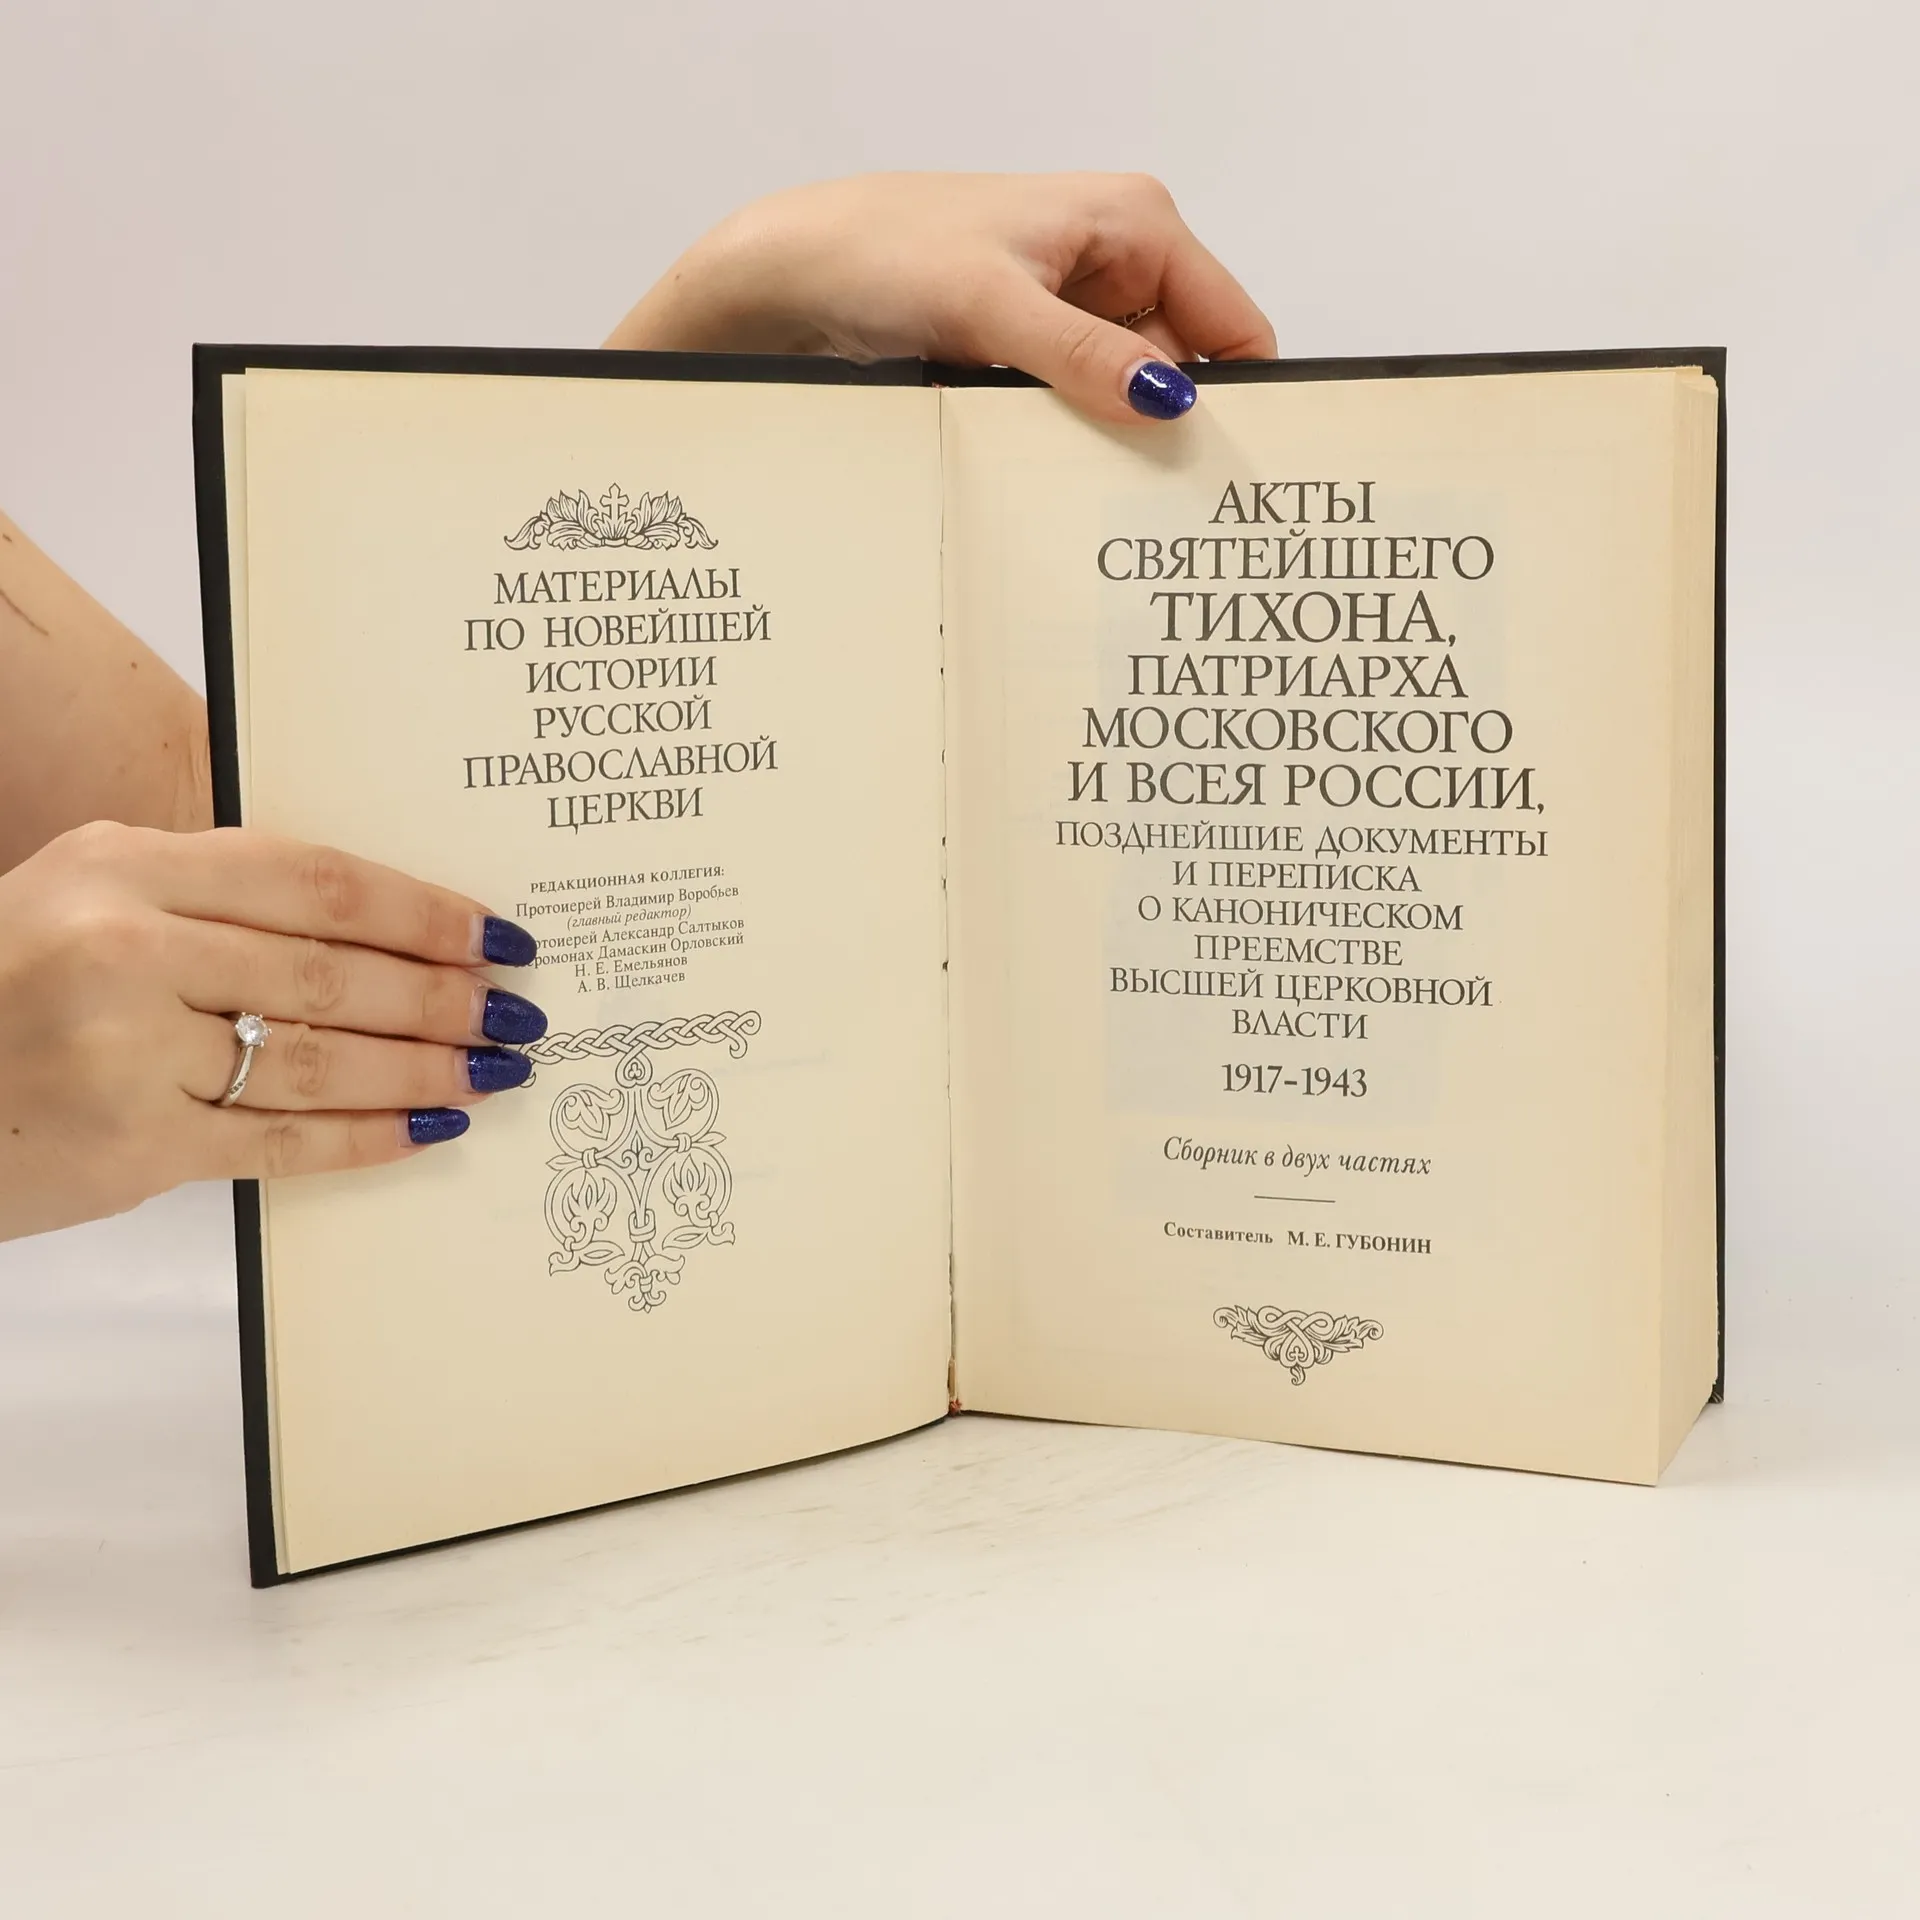 МАТЕРИАЛЫ
ПО НОВЕЙШЕЙ
ИСТОРИИ
РУССКОЙ
ПРАВОСЛАВНОЙ
ЦЕРКВИ
РЕДАКЦИОННАЯ КОЛЛЕГИЯ:
Протоиерей Владимир Воробьев
(главный редактор)
Александр Салтыков
Дамаскин Орловский
Н. Е. Емельянов
А. В. Щелкачев
АКТЫ
СВЯТЕЙШЕГО
ТИХОНА,
ПАТРИАРХА
МОСКОВСКОГО
И ВСЕЯ РОССИИ,
ПОЗДНЕЙШИЕ ДОКУМЕНТЫ
И ПЕРЕПИСКА
О КАНОНИЧЕСКОМ
ПРЕЕМСТВЕ
ВЫСШЕЙ ЦЕРКОВНОЙ
ВЛАСТИ
1917-1943
Сборник в двух частях
Составитель М. Е. ГУБОНИН